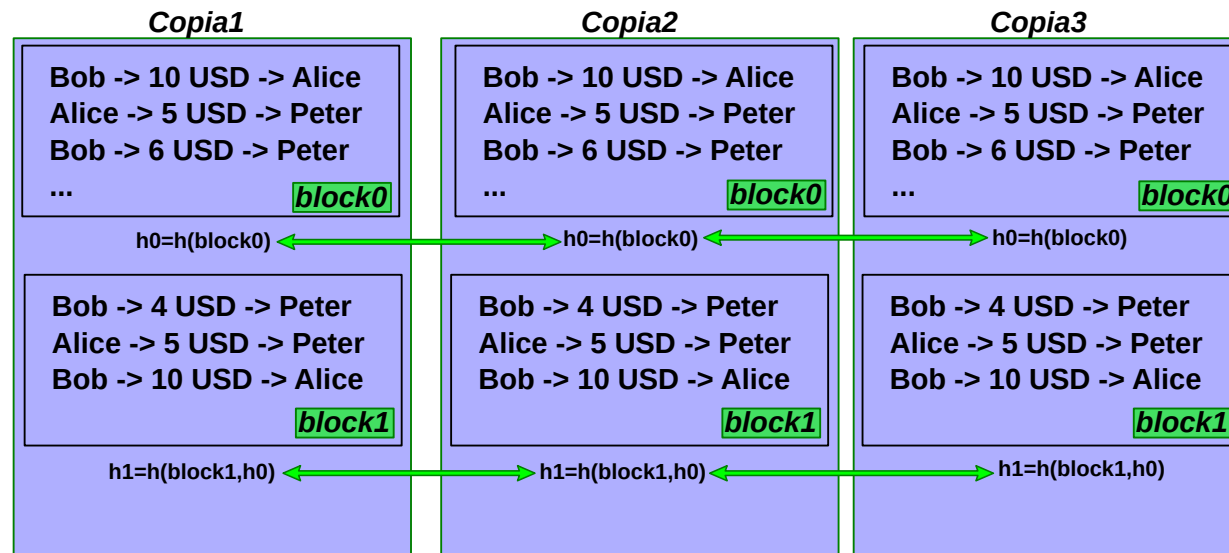 Copia1
Bob -> 10 USD -> Alice
Alice -> 5 USD -> Peter
Bob -> 6 USD -> Peter
...
block0
h0=h(block0)
Bob -> 4 USD -> Peter
Alice -> 5 USD -> Peter
Bob -> 10 USD -> Alice
block1
h1=h(block1,h0)
Copia2
Bob -> 10 USD -> Alice
Alice -> 5 USD -> Peter
Bob -> 6 USD -> Peter
...
block0
h0=h(block0)
Bob -> 4 USD -> Peter
Alice -> 5 USD -> Peter
Bob -> 10 USD -> Alice
block1
h1=h(block1,h0)
Copia3
Bob -> 10 USD -> Alice
Alice -> 5 USD -> Peter
Bob -> 6 USD -> Peter
...
block0
h0=h(block0)
Bob -> 4 USD -> Peter
Alice -> 5 USD -> Peter
Bob -> 10 USD -> Alice
block1
h1=h(block1,h0)